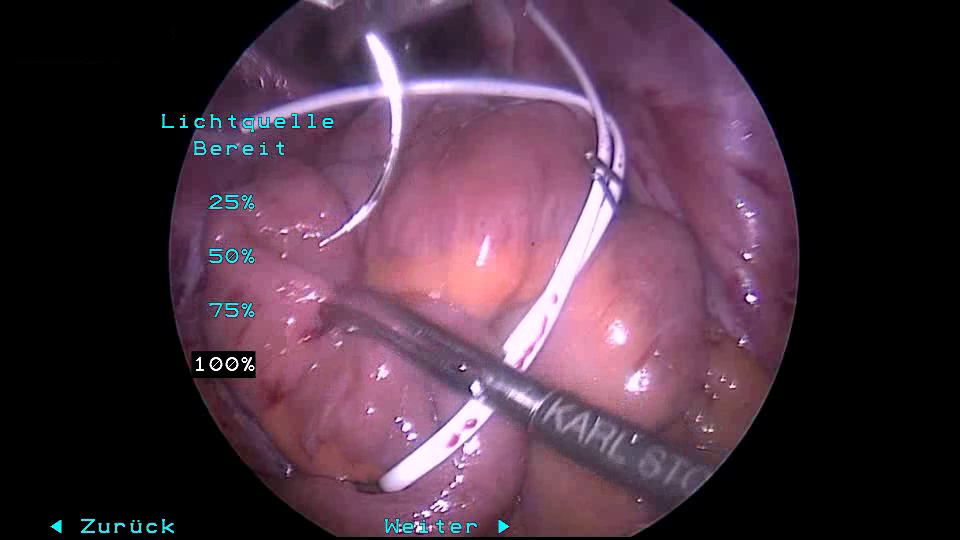 Lichtquelle
Bereit
25%
50%
75%
100%
KARL STO
◄ Zurück
Weiter ►